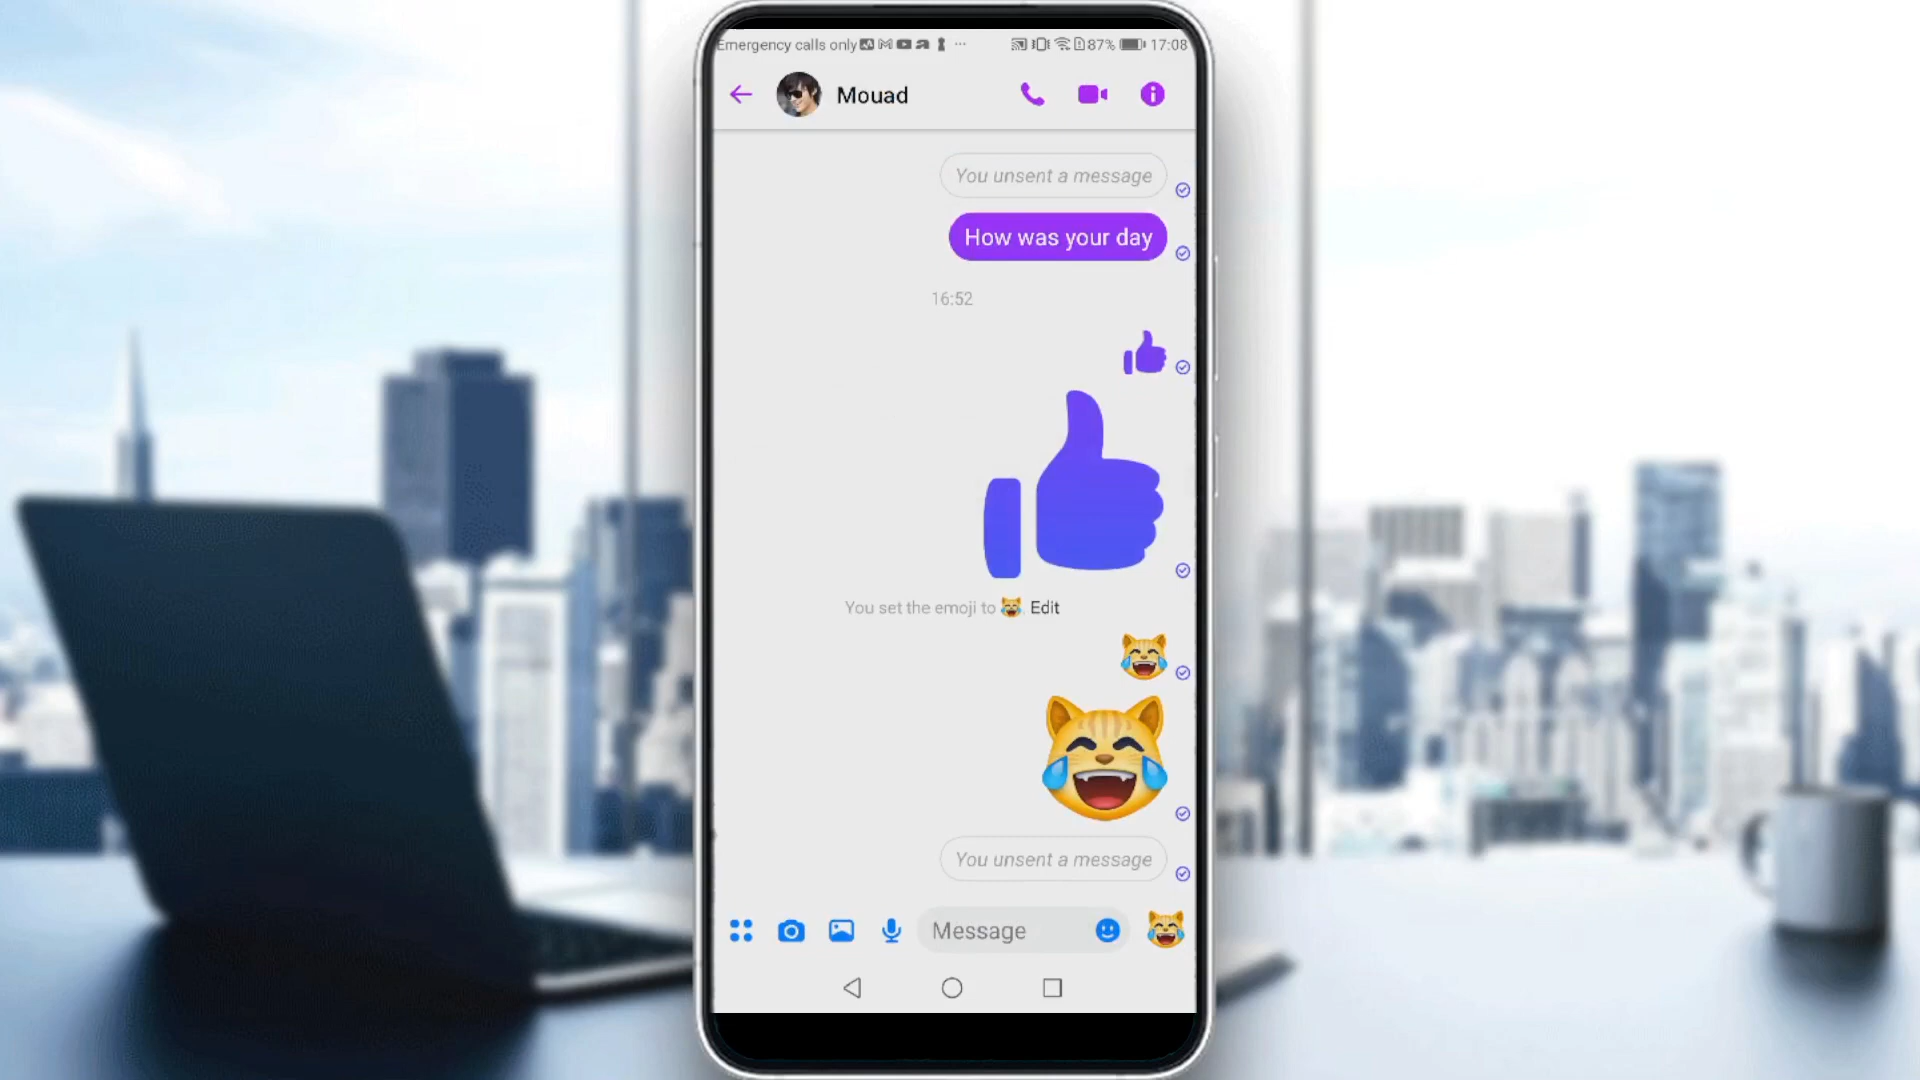 Emergency calls only ... 87% 17:08
Mouad
You unsent a message
How was your day
16:52
You set the emoji to 😹 Edit
You unsent a message
Message